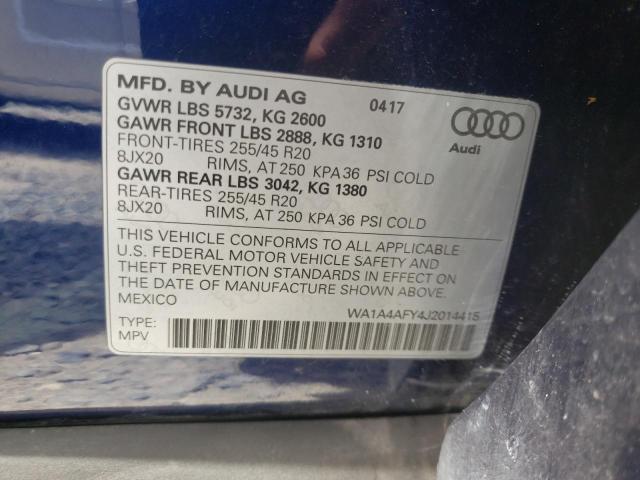 MFD. BY AUDI AG 0417
GVWR LBS 5732, KG 2600
GAWR FRONT LBS 2888, KG 1310
FRONT-TIRES 255/45 R20
8JX20 RIMS, AT 250 KPA 36 PSI COLD
GAWR REAR LBS 3042, KG 1380
REAR-TIRES 255/45 R20
8JX20 RIMS, AT 250 KPA 36 PSI COLD
Audi
THIS VEHICLE CONFORMS TO ALL APPLICABLE
U.S. FEDERAL MOTOR VEHICLE SAFETY AND
THEFT PREVENTION STANDARDS IN EFFECT ON
THE DATE OF MANUFACTURE SHOWN ABOVE.
MEXICO
WA1A4AFY4J2014415
TYPE:
MPV